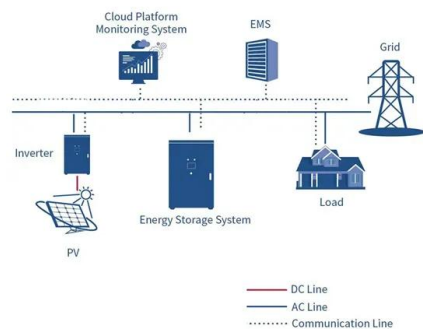 Cloud Platform
Monitoring System
EMS
Grid
Inverter
Energy Storage System
Load
PV
DC Line
AC Line
Communication Line